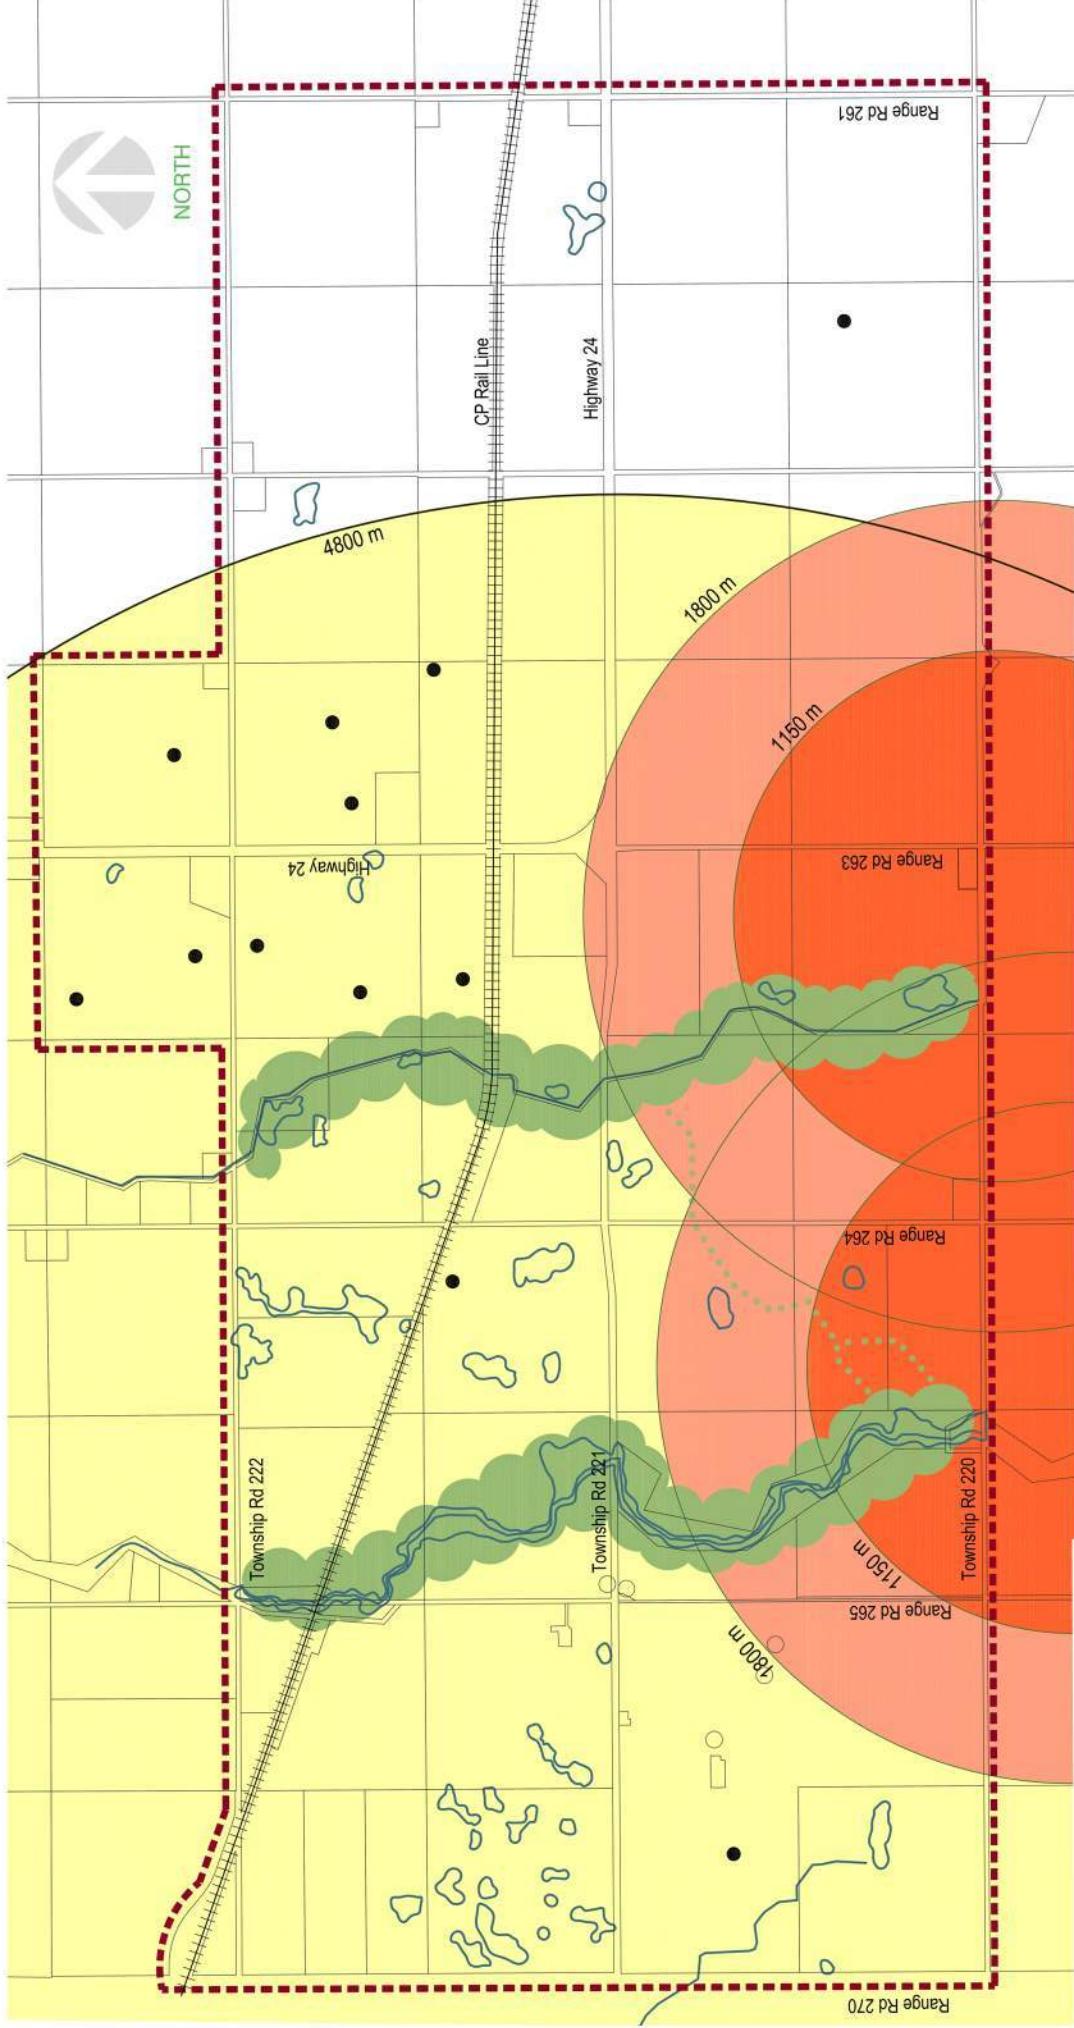 Range Rd 261
NORTH
CP Rail Line
Highway 24
4800 m
1800 m
1150 m
Highway 24
Range Rd 263
Range Rd 264
Township Rd 222
Township Rd 221
Township Rd 220
1150 m
Range Rd 265
1800 m
Range Rd 270